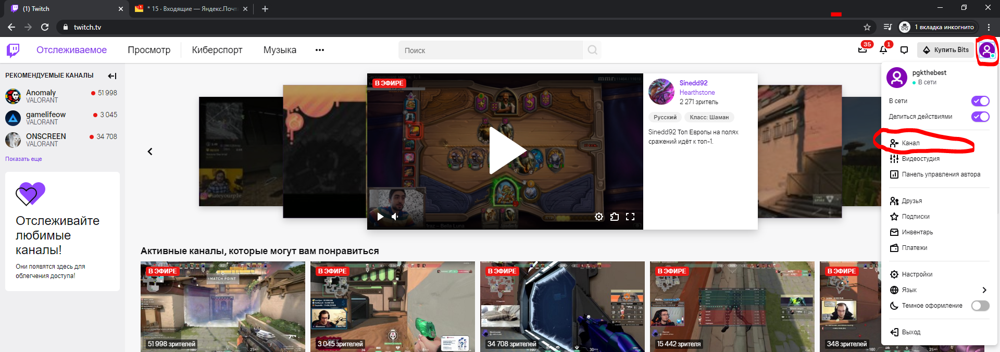 (1) Twitch
* 15 · Входящие — Яндекс.Почт
twitch.tv
1 вкладка инкогнито
Отслеживаемое
Просмотр
Киберспорт
Музыка
Поиск
35
1
Купить Bits
РЕКОМЕНДУЕМЫЕ КАНАЛЫ
Anomaly
51 998
VALORANT
gamelifeow
3 045
VALORANT
ONSCREEN
34 708
VALORANT
Показать еще
Отслеживайте
любимые
каналы!
Они появятся здесь для
облегчения доступа!
В ЭФИРЕ
Sinedd92
Hearthstone
2 271 зритель
Русский
Класс: Шаман
Sinedd92 Топ Европы на полях
сражений идёт к топ-1.
pgkthebest
В сети
В сети
Делиться действиями
Канал
Видеостудия
Панель управления автора
Друзья
Подписки
Инвентарь
Платежи
Настройки
Язык
Темное оформление
Выход
Активные каналы, которые могут вам понравиться
В ЭФИРЕ
MATCH POINT
51 998 зрителей
В ЭФИРЕ
3 045 зрителей
В ЭФИРЕ
34 708 зрителей
В ЭФИРЕ
15 442 зрителя
В ЭФИРЕ
348 зрителей